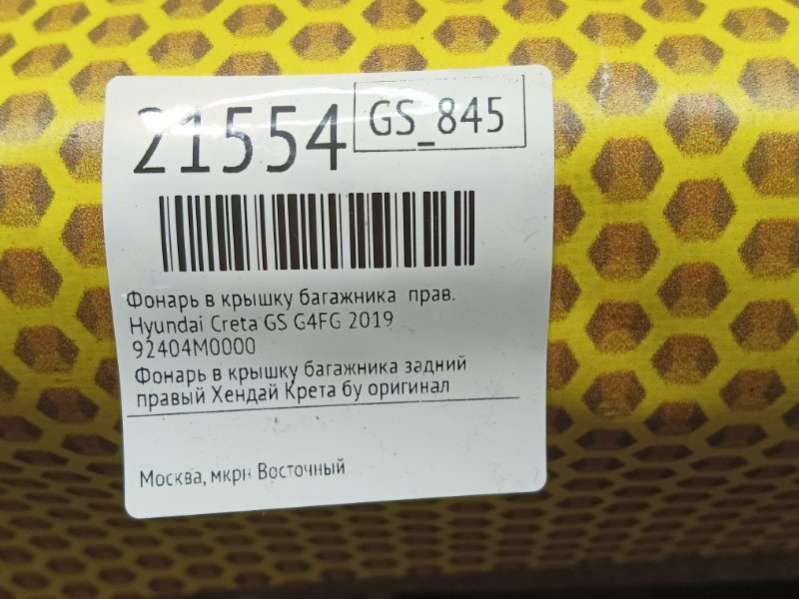 21554
GS_845
Фонарь в крышку багажника прав.
Hyundai Creta GS G4FG 2019
92404M0000
Фонарь в крышку багажника задний
правый Хендай Крета бу оригинал
Москва, мкрн Восточный